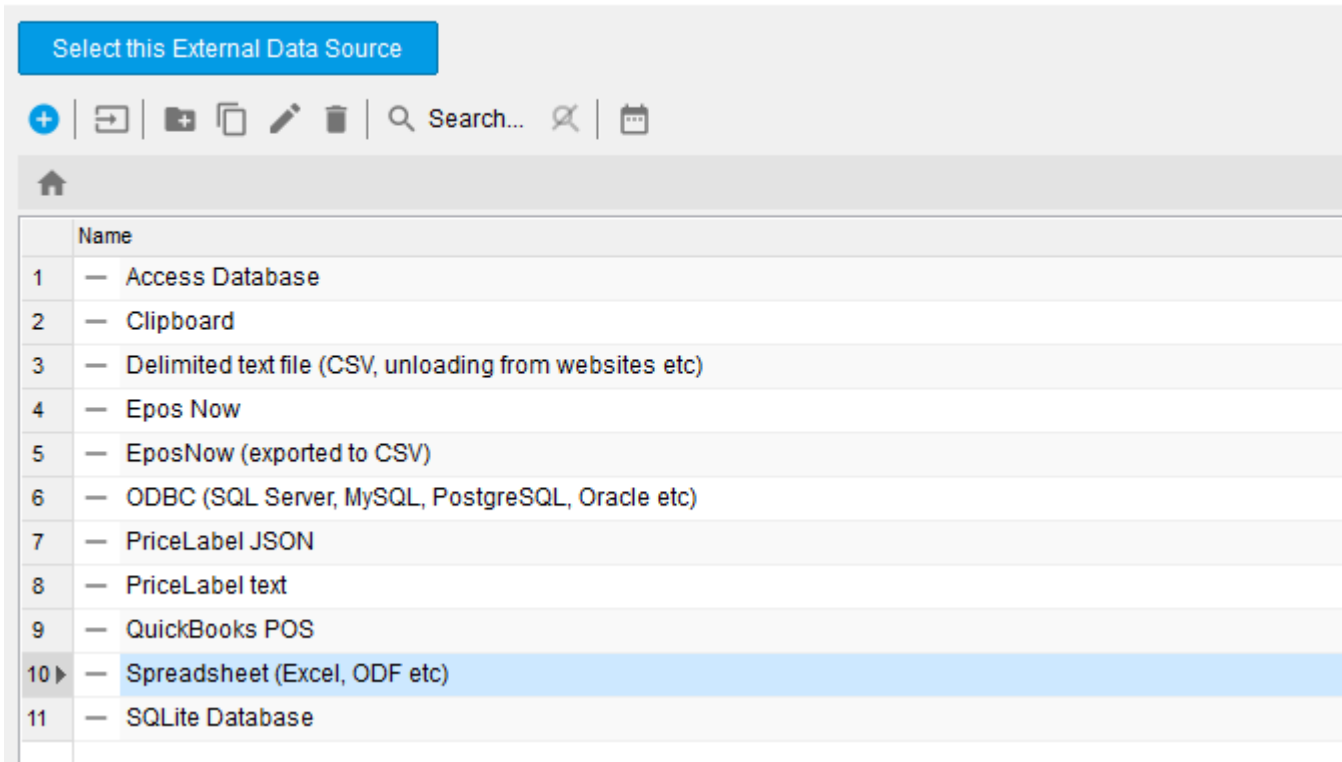 Select this External Data Source
Search...
Name
1 — Access Database
2 — Clipboard
3 — Delimited text file (CSV, unloading from websites etc)
4 — Epos Now
5 — EposNow (exported to CSV)
6 — ODBC (SQL Server, MySQL, PostgreSQL, Oracle etc)
7 — PriceLabel JSON
8 — PriceLabel text
9 — QuickBooks POS
10 — Spreadsheet (Excel, ODF etc)
11 — SQLite Database